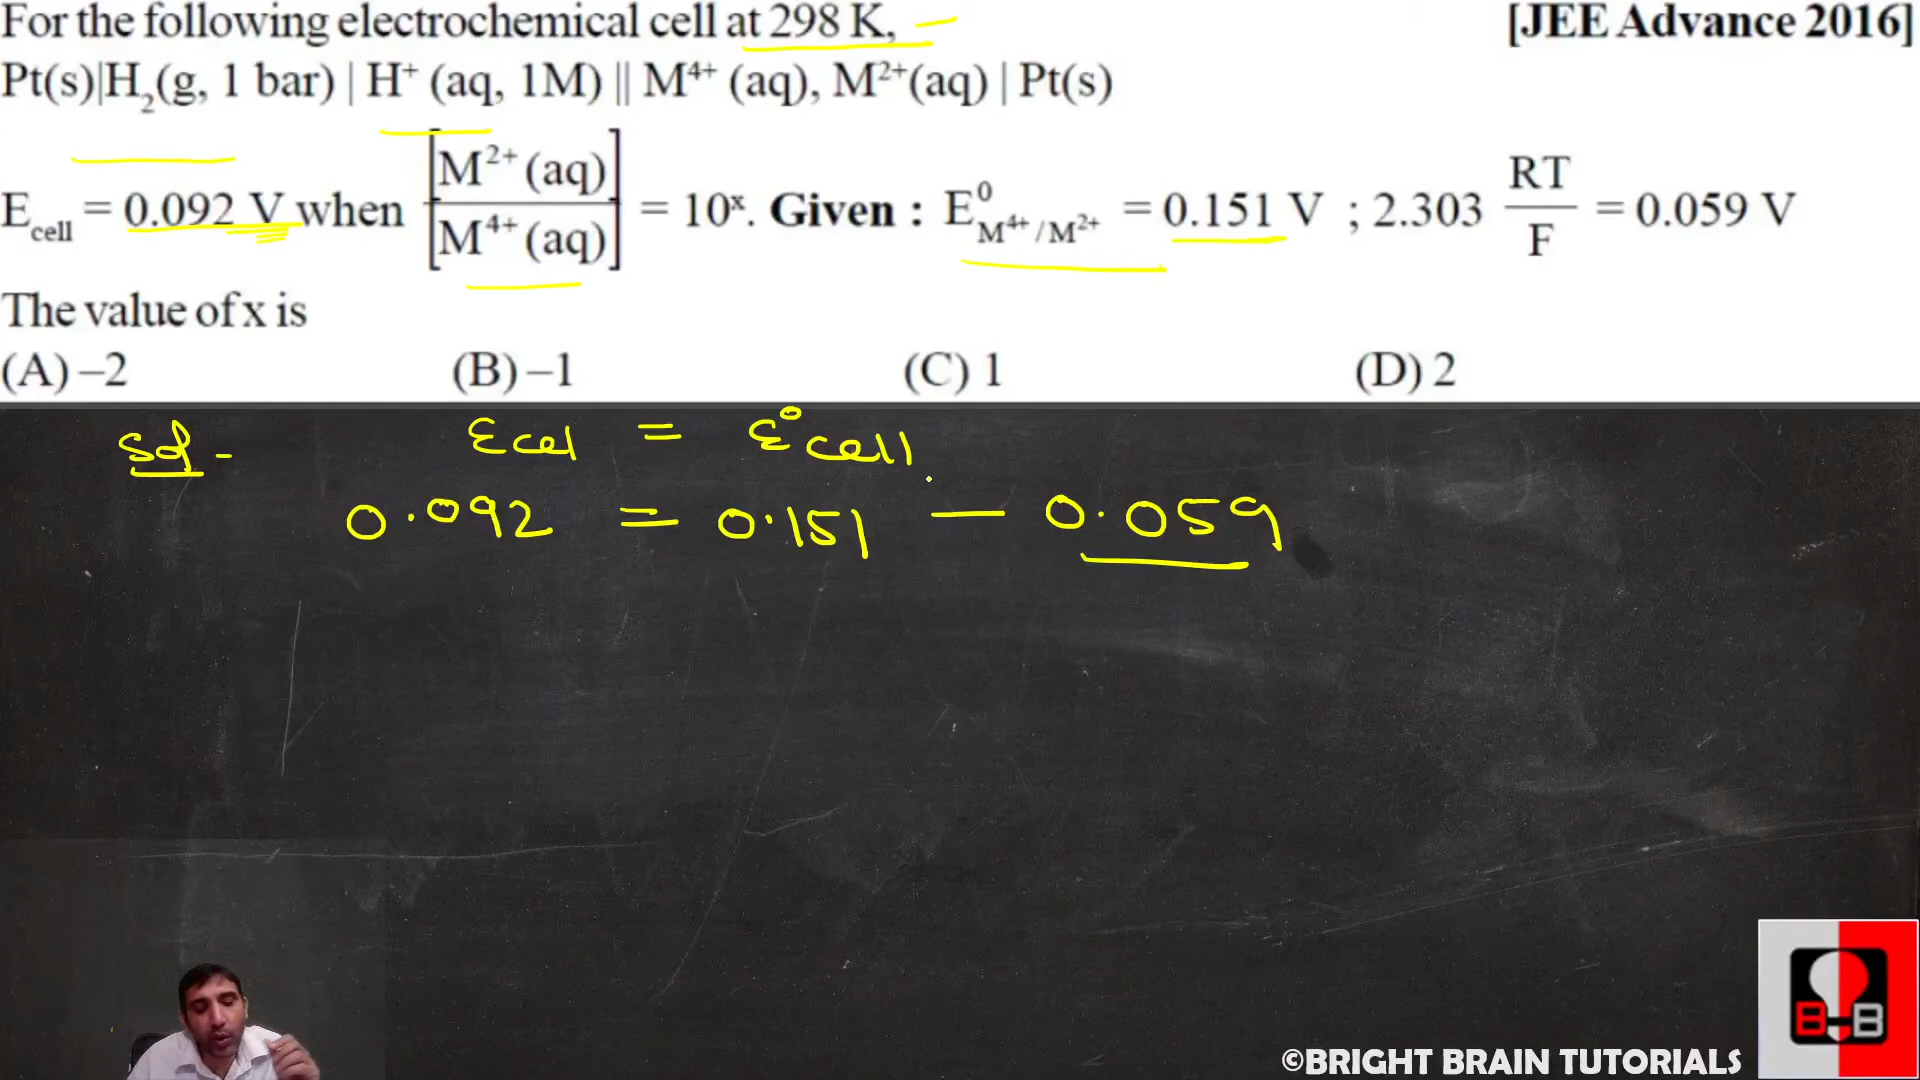 For the following electrochemical cell at 298 K, [JEE Advance 2016]
Pt(s)|H₂(g, 1 bar) | H⁺ (aq, 1M) || M⁴⁺ (aq), M²⁺(aq) | Pt(s)
E_cell = 0.092 V when [M²⁺(aq)]/[M⁴⁺(aq)] = 10ˣ. Given : E⁰_M⁴⁺/M²⁺ = 0.151 V ; 2.303 RT/F = 0.059 V
The value of x is
(A) –2 (B) –1 (C) 1 (D) 2
Sol - Ecel = E°cell
0.092 = 0.151 — 0.059
B B
©BRIGHT BRAIN TUTORIALS